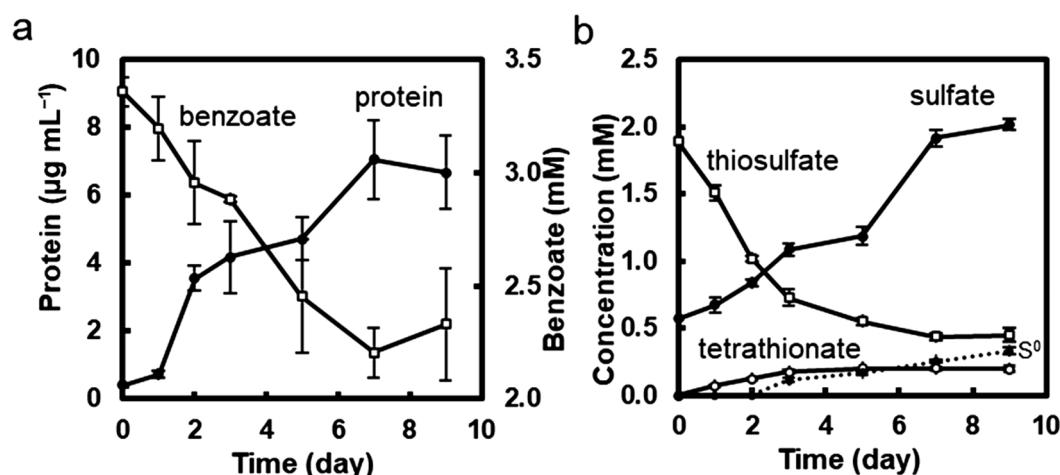 a
Protein (µg mL⁻¹)
10
8
6
4
2
0
benzoate
protein
3.5
3.0
2.5
2.0
Benzoate (mM)
0 2 4 6 8 10
Time (day)
b
Concentration (mM)
2.5
2.0
1.5
1.0
0.5
0.0
sulfate
thiosulfate
tetrathionate
S⁰
0 2 4 6 8 10
Time (day)